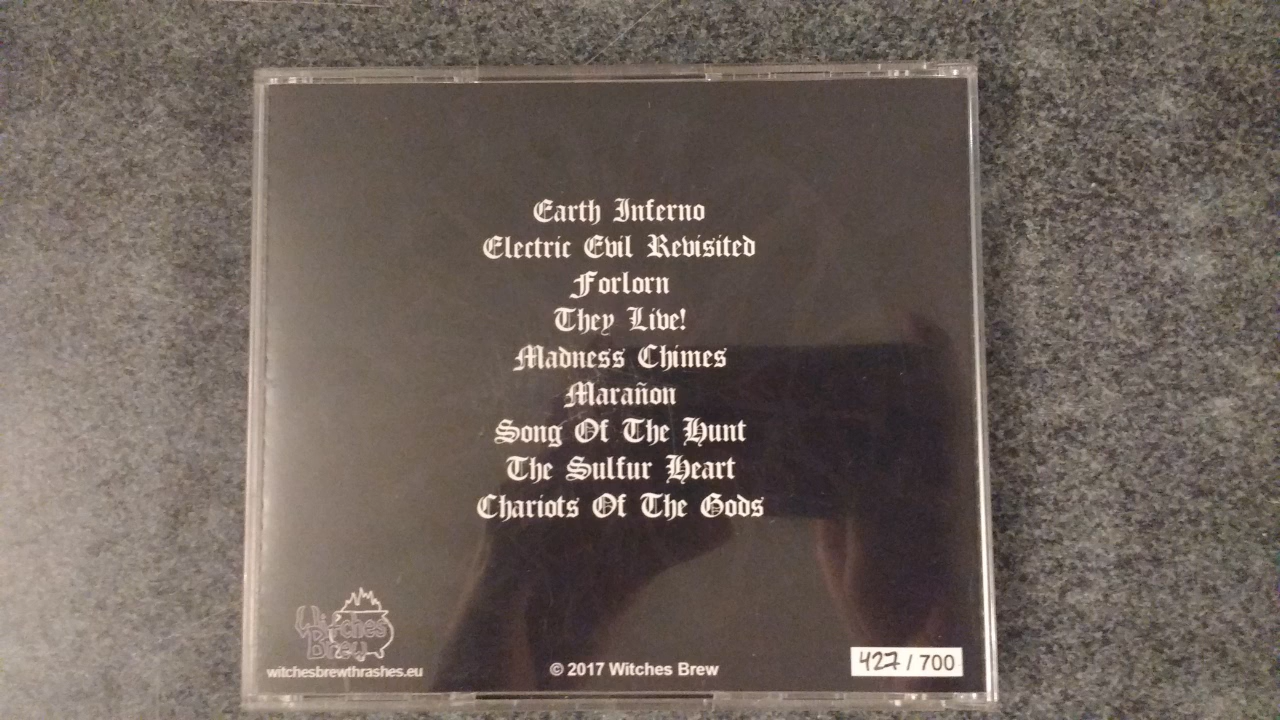 Earth Inferno
Electric Evil Revisited
Forlorn
They Live!
Madness Chimes
Marañon
Song Of The Hunt
The Sulfur Heart
Chariots Of The Gods
Witches
Brew
witchesbrewthrashes.eu
© 2017 Witches Brew
427 / 700